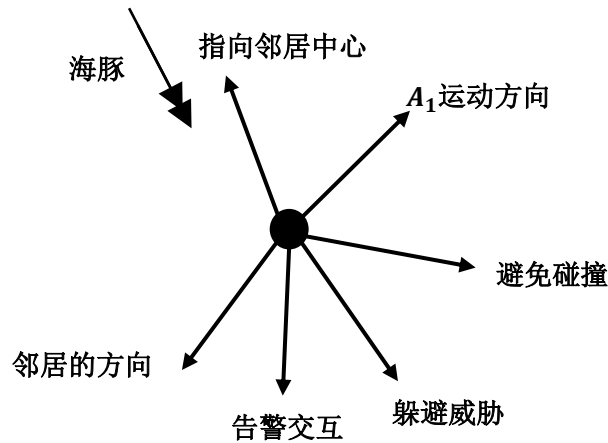 指向邻居中心
海豚
A₁运动方向
避免碰撞
邻居的方向
躲避威胁
告警交互